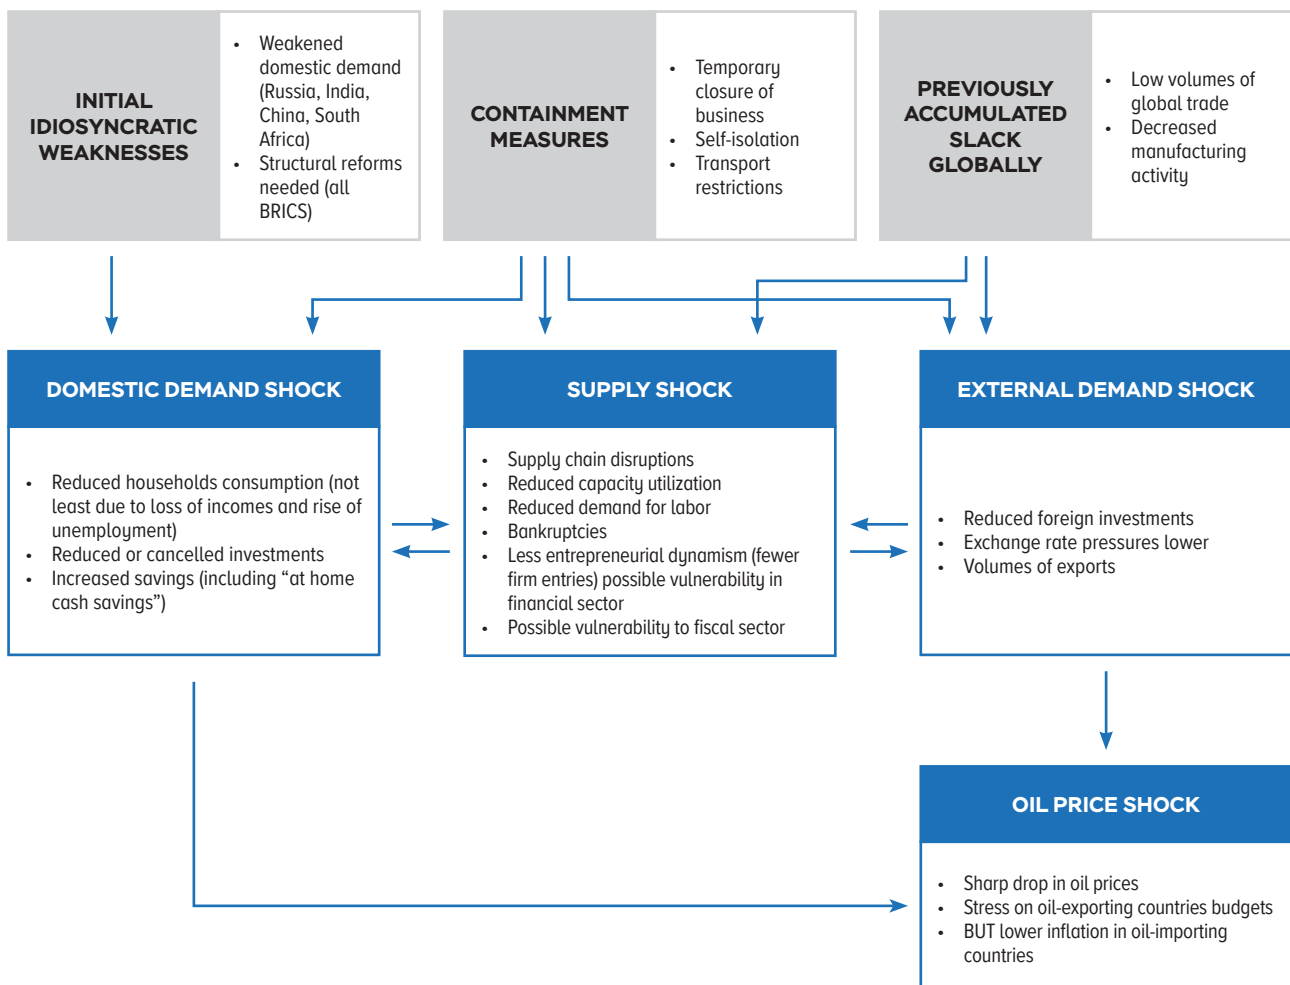 INITIAL
IDIOSYNCRATIC
WEAKNESSES
• Weakened
domestic demand
(Russia, India,
China, South
Africa)
• Structural reforms
needed (all
BRICS)
CONTAINMENT
MEASURES
• Temporary
closure of
business
• Self-isolation
• Transport
restrictions
PREVIOUSLY
ACCUMULATED
SLACK
GLOBALLY
• Low volumes of
global trade
• Decreased
manufacturing
activity
DOMESTIC DEMAND SHOCK
• Reduced households consumption (not
least due to loss of incomes and rise of
unemployment)
• Reduced or cancelled investments
• Increased savings (including “at home
cash savings”)
SUPPLY SHOCK
• Supply chain disruptions
• Reduced capacity utilization
• Reduced demand for labor
• Bankruptcies
• Less entrepreneurial dynamism (fewer
firm entries) possible vulnerability in
financial sector
• Possible vulnerability to fiscal sector
EXTERNAL DEMAND SHOCK
• Reduced foreign investments
• Exchange rate pressures lower
• Volumes of exports
OIL PRICE SHOCK
• Sharp drop in oil prices
• Stress on oil-exporting countries budgets
• BUT lower inflation in oil-importing
countries